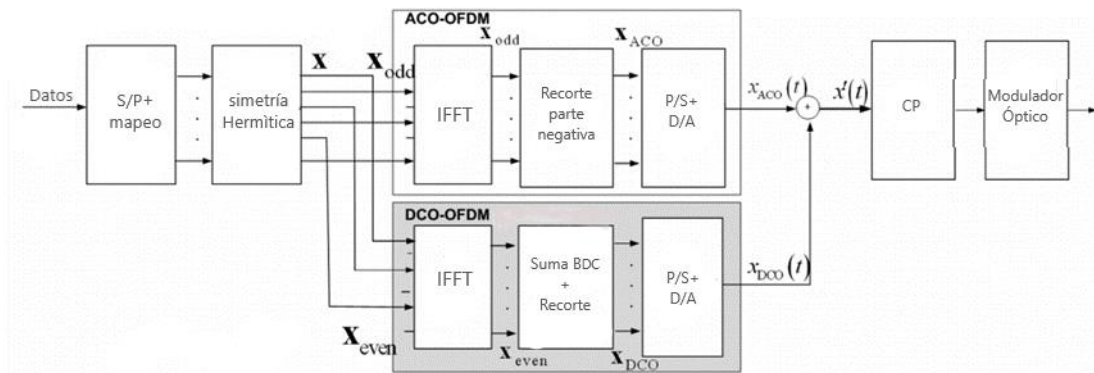 ACO-OFDM
Datos
S/P+
mapeo
simetría
Hermìtica
X
X odd
IFFT
x odd
Recorte
parte
negativa
x ACO
P/S+
D/A
x ACO (t)
+
x'(t)
CP
Modulador
Óptico
DCO-OFDM
X even
IFFT
x even
Suma BDC
+
Recorte
x DCO
P/S+
D/A
x DCO (t)